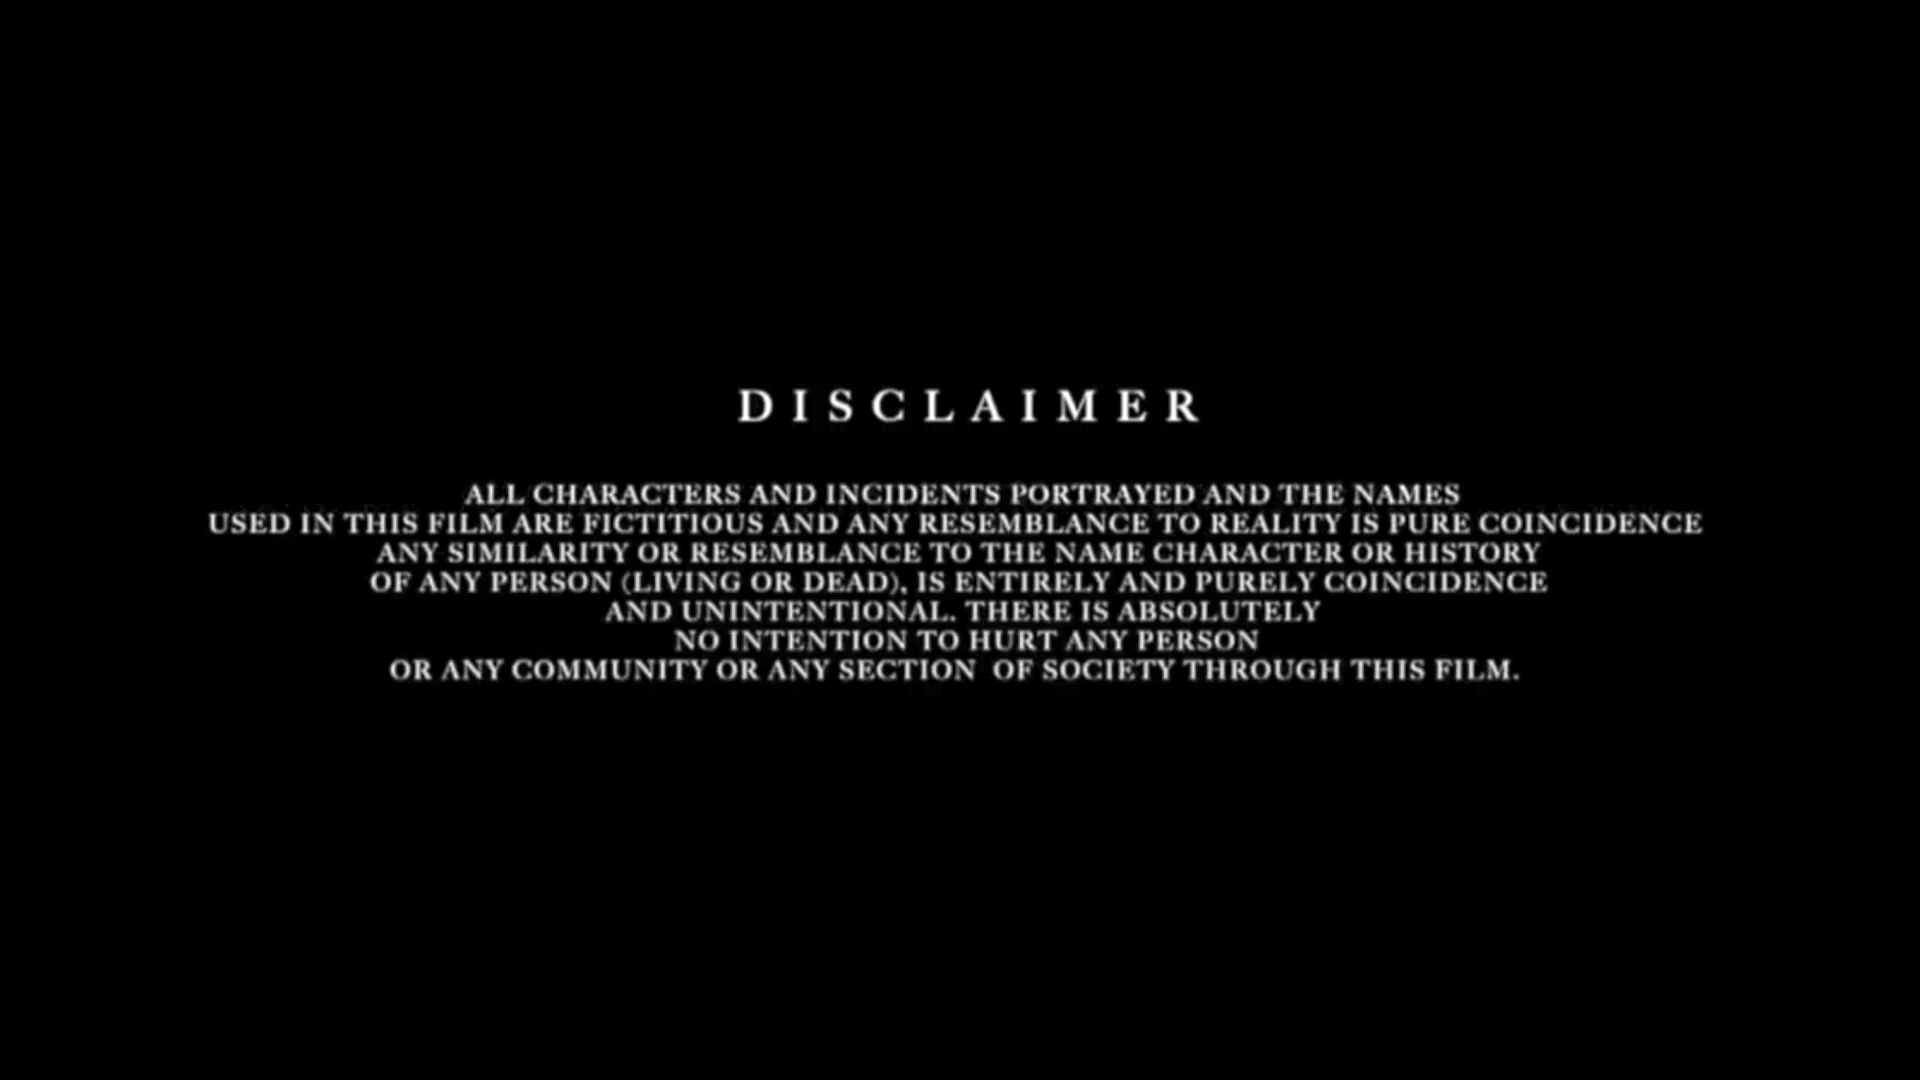 DISCLAIMER
ALL CHARACTERS AND INCIDENTS PORTRAYED AND THE NAMES
USED IN THIS FILM ARE FICTITIOUS AND ANY RESEMBLANCE TO REALITY IS PURE COINCIDENCE
ANY SIMILARITY OR RESEMBLANCE TO THE NAME CHARACTER OR HISTORY
OF ANY PERSON (LIVING OR DEAD), IS ENTIRELY AND PURELY COINCIDENCE
AND UNINTENTIONAL. THERE IS ABSOLUTELY
NO INTENTION TO HURT ANY PERSON
OR ANY COMMUNITY OR ANY SECTION OF SOCIETY THROUGH THIS FILM.